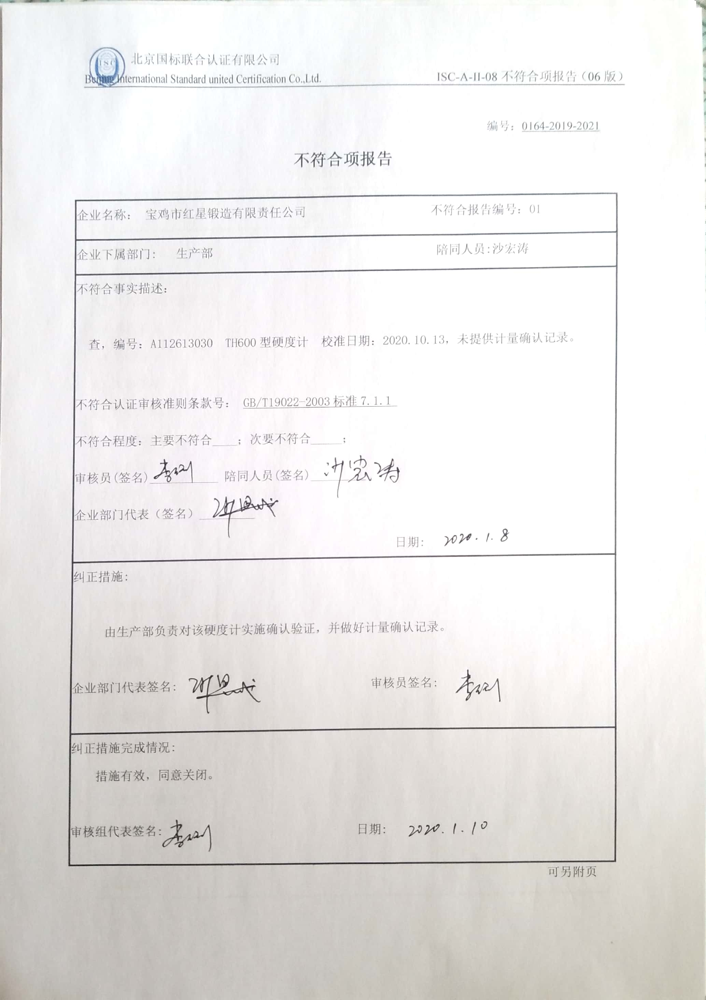 ISC
北京国标联合认证有限公司
Beijing International Standard united Certification Co.,Ltd.
ISC-A-II-08 不符合项报告（06 版）
编号：0164-2019-2021
不符合项报告
企业名称： 宝鸡市红星锻造有限责任公司 不符合报告编号：01
企业下属部门： 生产部 陪同人员:沙宏涛
不符合事实描述：
查，编号：A112613030 TH600 型硬度计 校准日期：2020.10.13，未提供计量确认记录。
不符合认证审核准则条款号： GB/T19022-2003 标准 7.1.1
不符合程度：主要不符合____；次要不符合_____；
审核员(签名) 陪同人员(签名) 沙宏涛
企业部门代表（签名）
日期： 2020.1.8
纠正措施：
由生产部负责对该硬度计实施确认验证，并做好计量确认记录。
企业部门代表签名： 审核员签名：
纠正措施完成情况：
措施有效，同意关闭。
审核组代表签名： 日期： 2020.1.10
可另附页